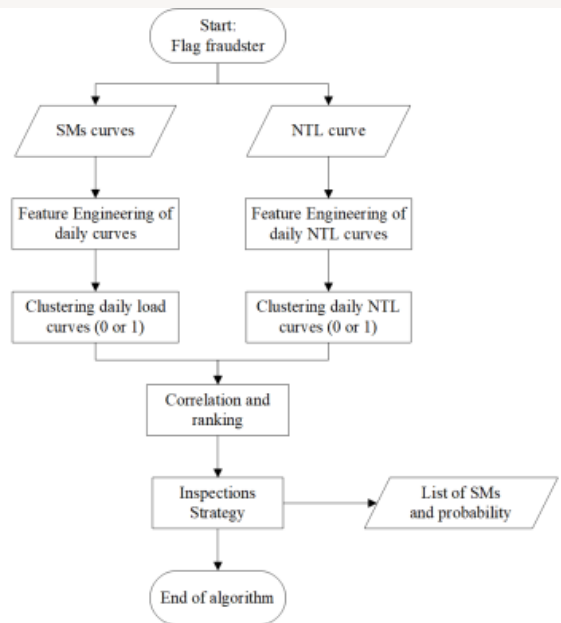 Start:
Flag fraudster
SMs curves
NTL curve
Feature Engineering of
daily curves
Feature Engineering of
daily NTL curves
Clustering daily load
curves (0 or 1)
Clustering daily NTL
curves (0 or 1)
Correlation and
ranking
Inspections
Strategy
List of SMs
and probability
End of algorithm